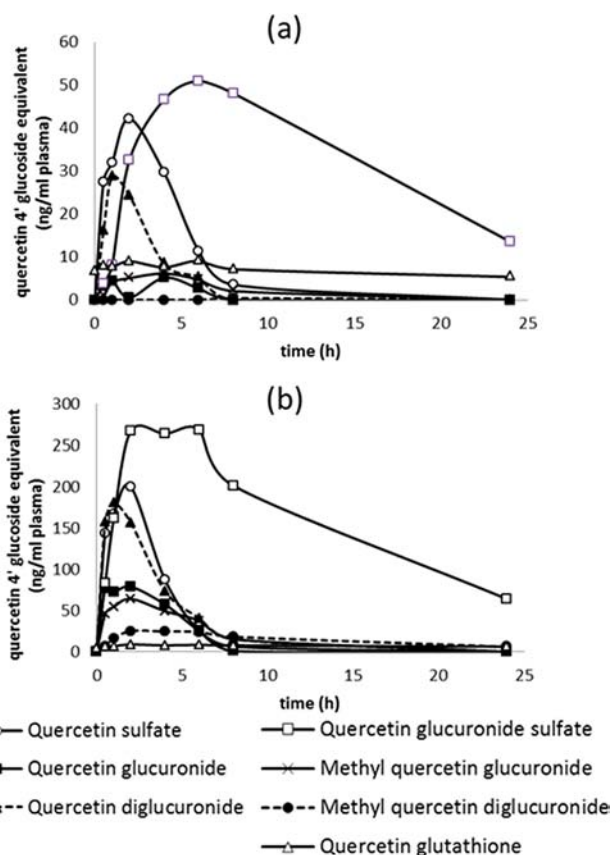 (a)
quercetin 4' glucoside equivalent
(ng/ml plasma)
60
50
40
30
20
10
0
0 5 10 15 20 25
time (h)
(b)
quercetin 4' glucoside equivalent
(ng/ml plasma)
300
250
200
150
100
50
0
0 5 10 15 20 25
time (h)
Quercetin sulfate Quercetin glucuronide sulfate
Quercetin glucuronide Methyl quercetin glucuronide
Quercetin diglucuronide Methyl quercetin diglucuronides
Quercetin glutathione